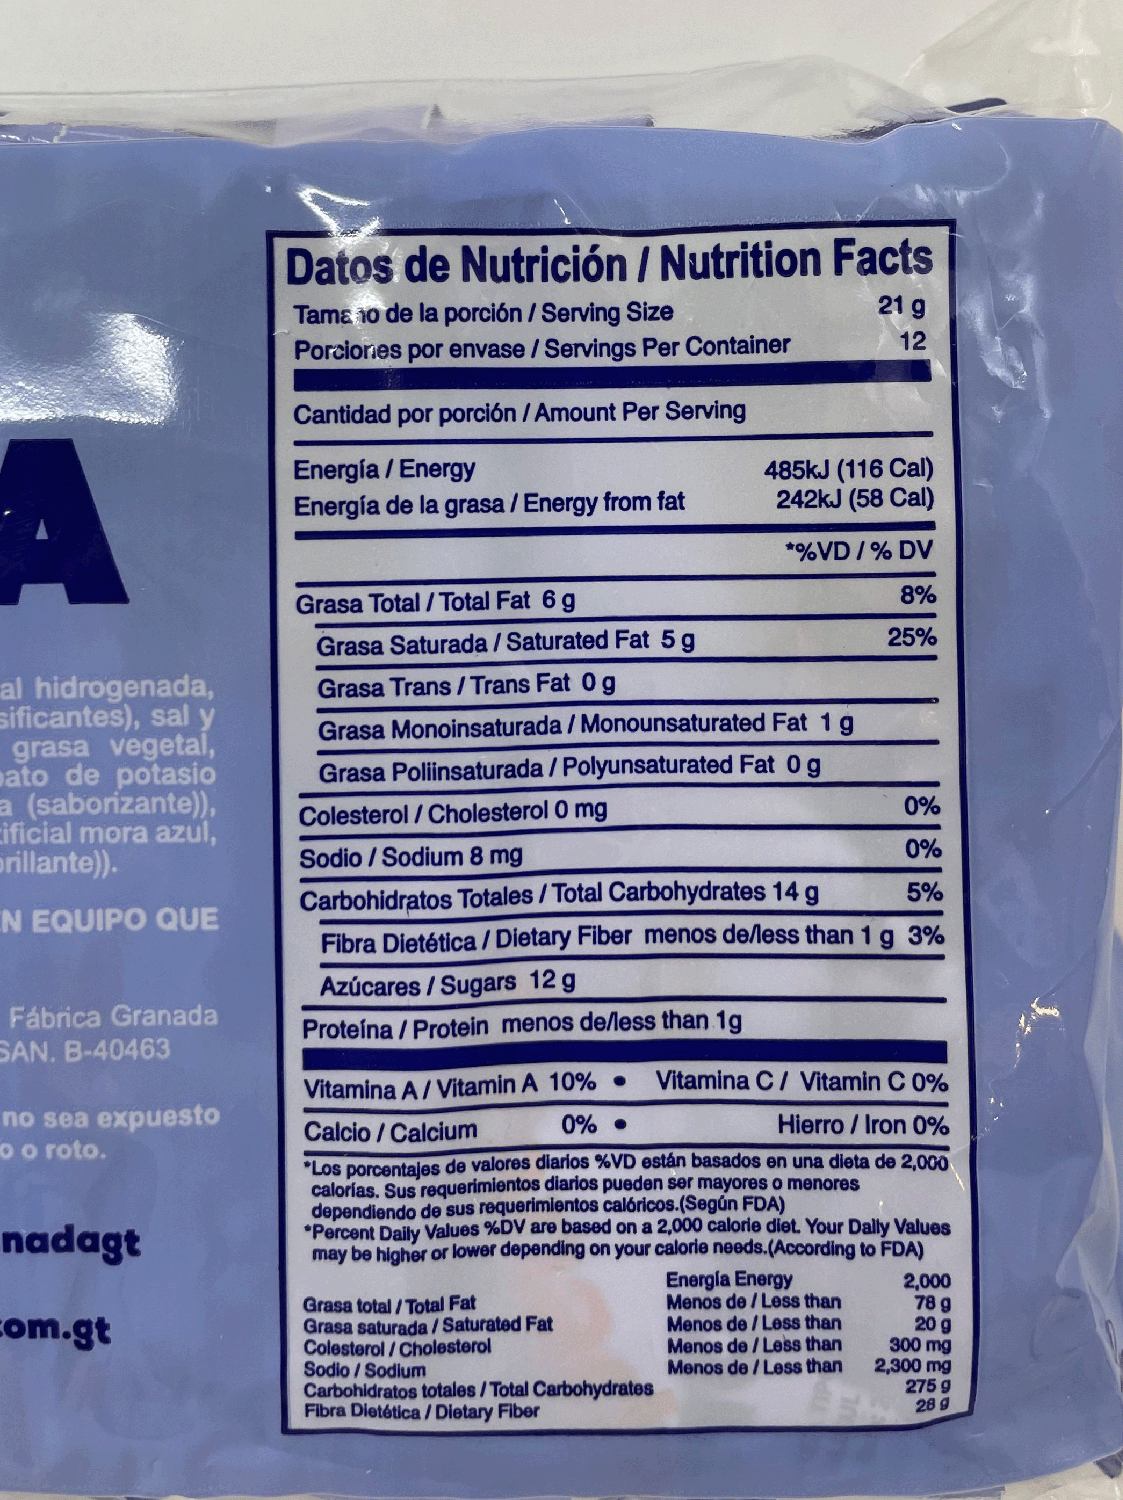 A
al hidrogenada,
sificantes), sal y
grasa vegetal,
ato de potasio
a (saborizante)),
ificial mora azul,
rillante)).
N EQUIPO QUE
Fábrica Granada
SAN. B-40463
no sea expuesto
o o roto.
nadagt
com.gt
Datos de Nutrición / Nutrition Facts
Tamaño de la porción / Serving Size 21 g
Porciones por envase / Servings Per Container 12
Cantidad por porción / Amount Per Serving
Energía / Energy 485kJ (116 Cal)
Energía de la grasa / Energy from fat 242kJ (58 Cal)
*%VD / % DV
Grasa Total / Total Fat 6 g 8%
Grasa Saturada / Saturated Fat 5 g 25%
Grasa Trans / Trans Fat 0 g
Grasa Monoinsaturada / Monounsaturated Fat 1 g
Grasa Poliinsaturada / Polyunsaturated Fat 0 g
Colesterol / Cholesterol 0 mg 0%
Sodio / Sodium 8 mg 0%
Carbohidratos Totales / Total Carbohydrates 14 g 5%
Fibra Dietética / Dietary Fiber menos de/less than 1 g 3%
Azúcares / Sugars 12 g
Proteína / Protein menos de/less than 1g
Vitamina A / Vitamin A 10% • Vitamina C / Vitamin C 0%
Calcio / Calcium 0% • Hierro / Iron 0%
*Los porcentajes de valores diarios %VD están basados en una dieta de 2,000
calorías. Sus requerimientos diarios pueden ser mayores o menores
dependiendo de sus requerimientos calóricos.(Según FDA)
*Percent Daily Values %DV are based on a 2,000 calorie diet. Your Daily Values
may be higher or lower depending on your calorie needs.(According to FDA)
Energía Energy 2,000
Grasa total / Total Fat Menos de / Less than 78 g
Grasa saturada / Saturated Fat Menos de / Less than 20 g
Colesterol / Cholesterol Menos de / Less than 300 mg
Sodio / Sodium Menos de / Less than 2,300 mg
Carbohidratos totales / Total Carbohydrates 275 g
Fibra Dietética / Dietary Fiber 28 g